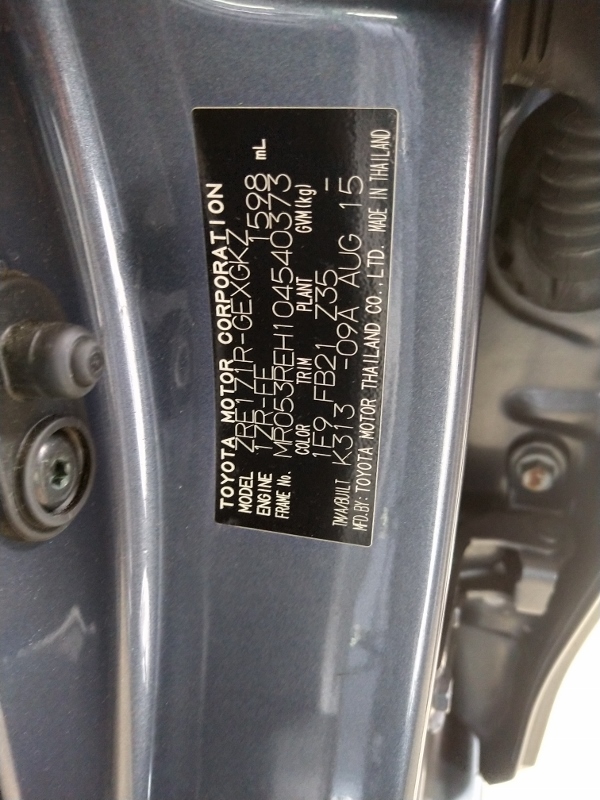 TOYOTA MOTOR CORPORATION
MODEL ZRE171R-GEXGKZ
ENGINE 1ZR-FE 1598 mL
FRAME No. MR053REH104540373
COLOR TRIM PLANT GVM(kg)
1F9 FB21 Z35 -
TM/A/BUILT K313 -09A AUG 15
MFD.BY: TOYOTA MOTOR THAILAND CO.,LTD. MADE IN THAILAND